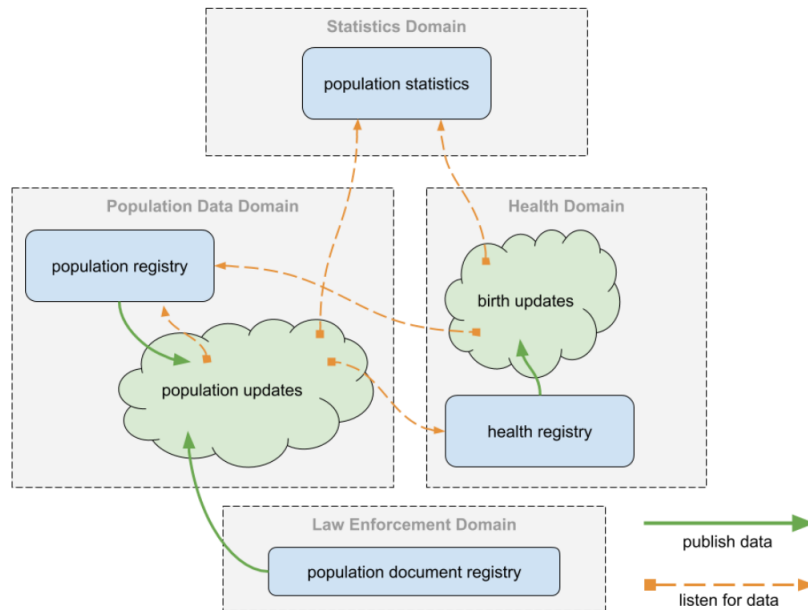 Statistics Domain
population statistics
Population Data Domain
population registry
population updates
Health Domain
birth updates
health registry
Law Enforcement Domain
population document registry
publish data
listen for data